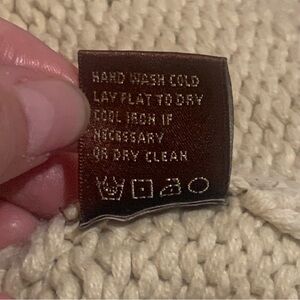 HAND WASH COLD
LAY FLAT TO DRY
COOL IRON IF
NECESSARY
OR DRY CLEAN